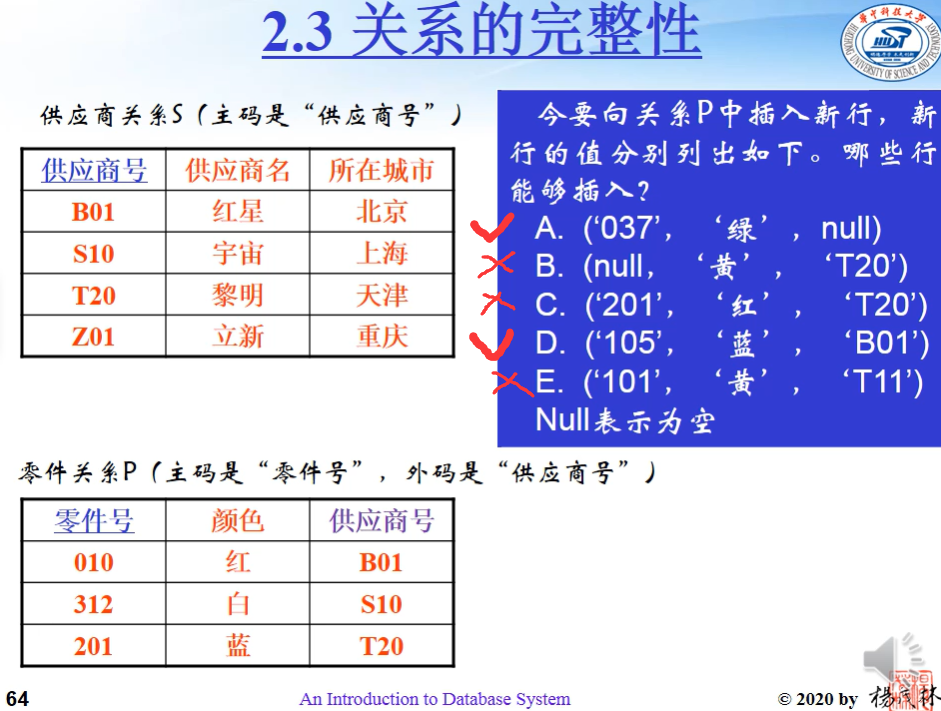 2.3 关系的完整性
华中科技大学
供应商关系S（主码是“供应商号”）
供应商号 供应商名 所在城市
B01 红星 北京
S10 宇宙 上海
T20 黎明 天津
Z01 立新 重庆
今要向关系P中插入新行，新
行的值分别列出如下。哪些行
能够插入?
A. (‘037’, ‘绿’, null)
B. (null, ‘黄’, ‘T20’)
C. (‘201’, ‘红’, ‘T20’)
D. (‘105’, ‘蓝’, ‘B01’)
E. (‘101’, ‘黄’, ‘T11’)
Null表示为空
零件关系P（主码是“零件号”，外码是“供应商号”）
零件号 颜色 供应商号
010 红 B01
312 白 S10
201 蓝 T20
64
An Introduction to Database System
© 2020 by